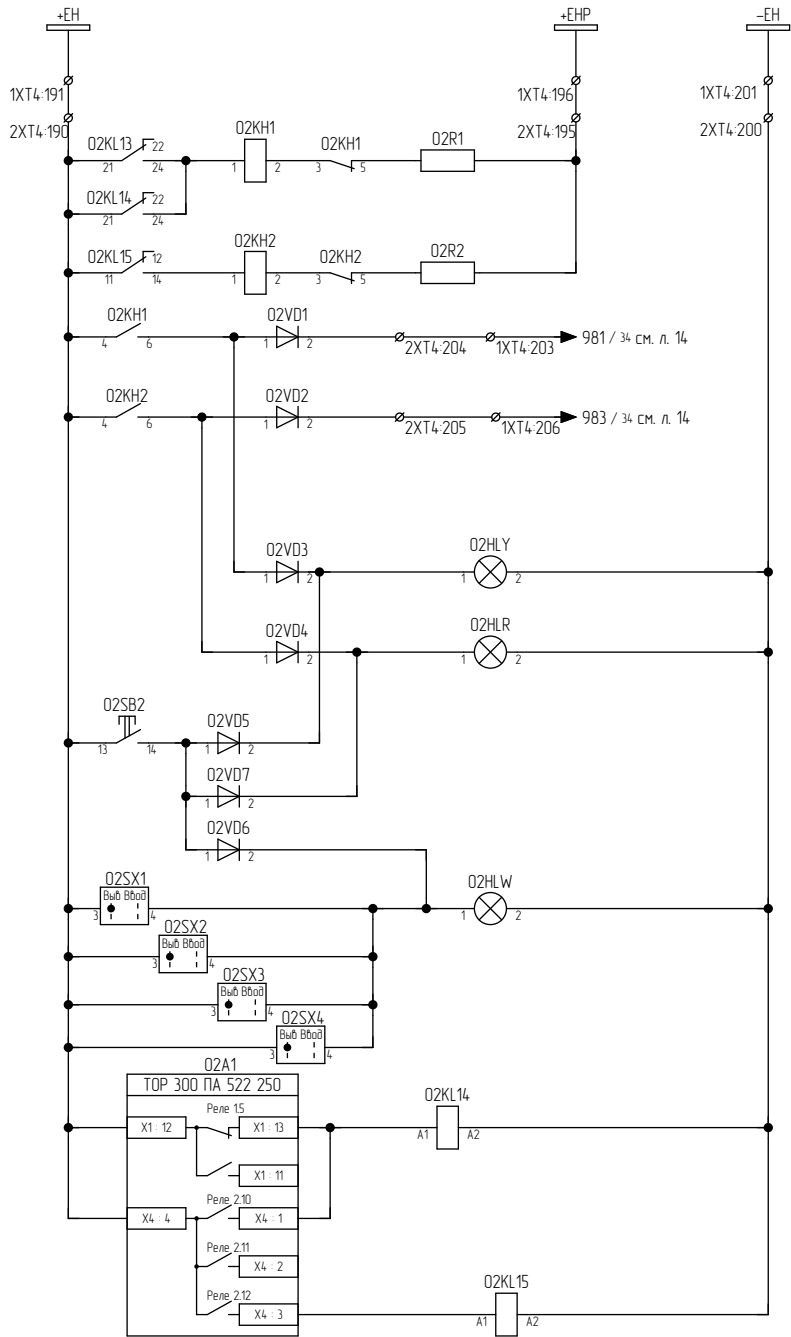 +EH +EHP -EH
1XT4:191 1XT4:196 1XT4:201
2XT4:190 2XT4:195 2XT4:200
02KL13 22 02KH1 02KH1 02R1
21 24 1 2 3 5
02KL14 22
21 24
02KL15 12 02KH2 02KH2 02R2
11 14 1 2 3 5
02KH1 02VD1
4 6 1 2 2XT4:204 1XT4:203 981 / 34 см. л. 14
02KH2 02VD2
4 6 1 2 2XT4:205 1XT4:206 983 / 34 см. л. 14
02VD3 02HLY
1 2 1 2
02VD4 02HLR
1 2 1 2
02SB2 02VD5
13 14 1 2
02VD7
1 2
02VD6
1 2
02SX1 02HLW
Выв Ввод
3 4 1 2
02SX2
Выв Ввод
3 4
02SX3
Выв Ввод
3 4
02SX4
Выв Ввод
3 4
02A1
ТОР 300 ПА 522 250
Реле 1.5 02KL14
X1 : 12 X1 : 13 A1 A2
X1 : 11
Реле 2.10
X4 : 4 X4 : 1
Реле 2.11
X4 : 2
Реле 2.12 02KL15
X4 : 3 A1 A2